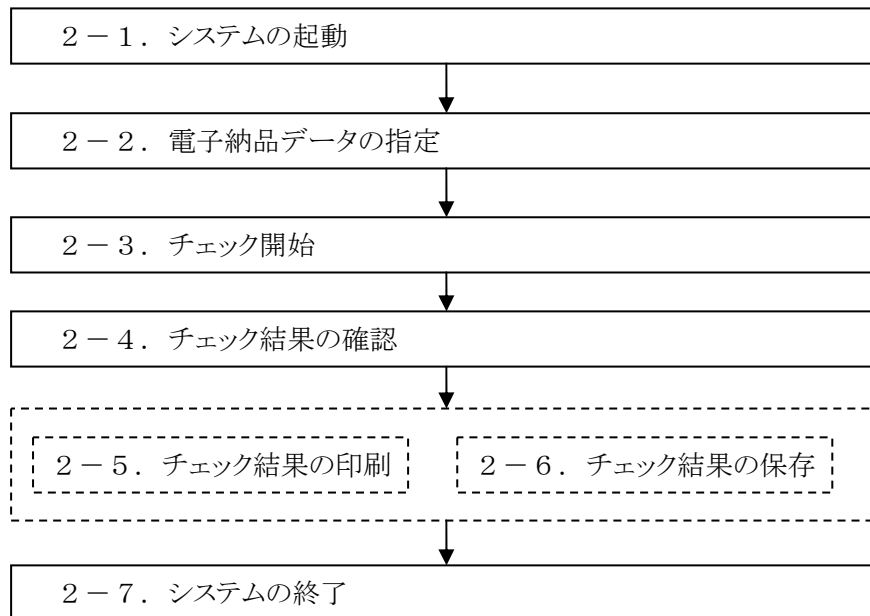 ２－１．システムの起動
２－２．電子納品データの指定
２－３．チェック開始
２－４．チェック結果の確認
２－５．チェック結果の印刷
２－６．チェック結果の保存
２－７．システムの終了